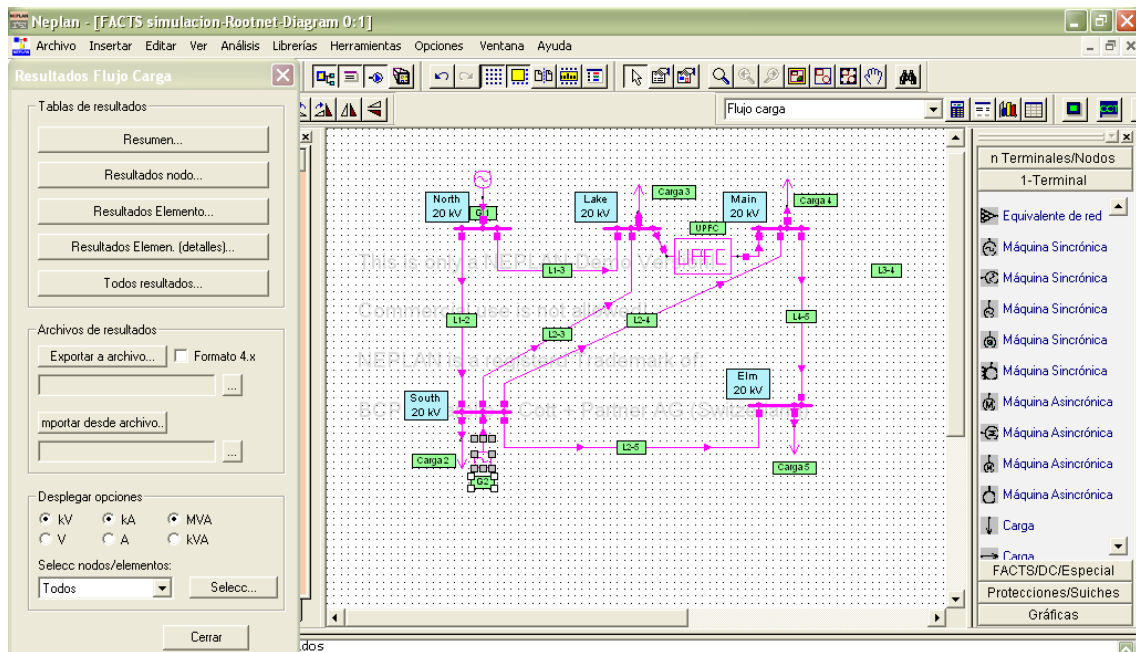 Neplan - [FACTS simulacion-Rootnet-Diagram 0:1]
Archivo Insertar Editar Ver Análisis Librerías Herramientas Opciones Ventana Ayuda
Resultados Flujo Carga
Tablas de resultados
Resumen...
Resultados nodo...
Resultados Elemento...
Resultados Elemen. (detalles)...
Todos resultados...
Archivos de resultados
Exportar a archivo...
Formato 4.x
...
mportar desde archivo..
...
Desplegar opciones
kV kA MVA
V A kVA
Selecc nodos/elementos:
Todos
Selecc...
Cerrar
Flujo carga
North
20 kV
Lake
20 kV
Carga 3
Main
20 kV
Carga 4
UPFC
UPFC
L1-3
L3-4
L1-2
L2-3
L2-4
L4-5
NEPLAN is a registered Trademark of
South
20 kV
Elm
20 kV
Carga 2
G2
L2-5
Carga 5
n Terminales/Nodos
1-Terminal
Equivalente de red
Máquina Sincrónica
Máquina Sincrónica
Máquina Sincrónica
Máquina Sincrónica
Máquina Sincrónica
Máquina Asincrónica
Máquina Asincrónica
Máquina Asincrónica
Máquina Asincrónica
Carga
Carga
FACTS/DC/Especial
Protecciones/Suiches
Gráficas